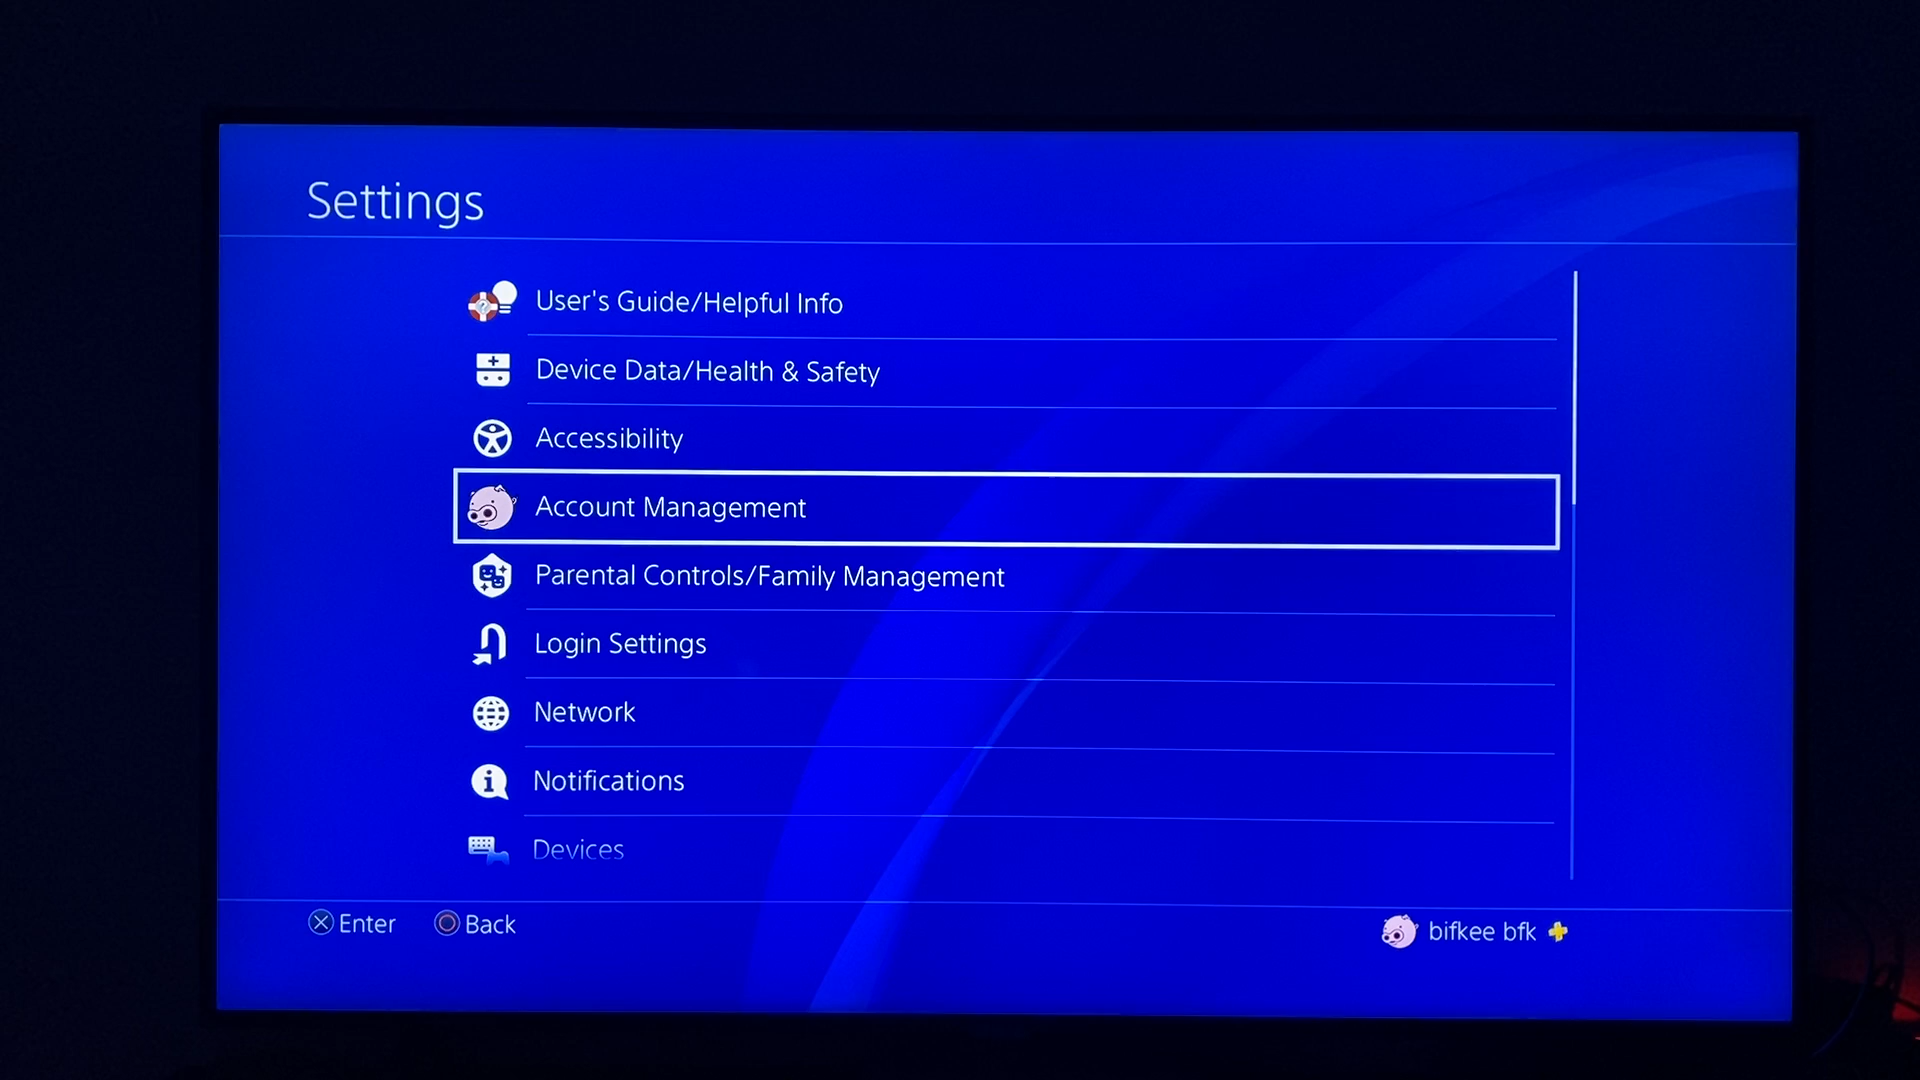 Settings
User's Guide/Helpful Info
Device Data/Health & Safety
Accessibility
Account Management
Parental Controls/Family Management
Login Settings
Network
Notifications
Devices
Enter Back
bifkee bfk